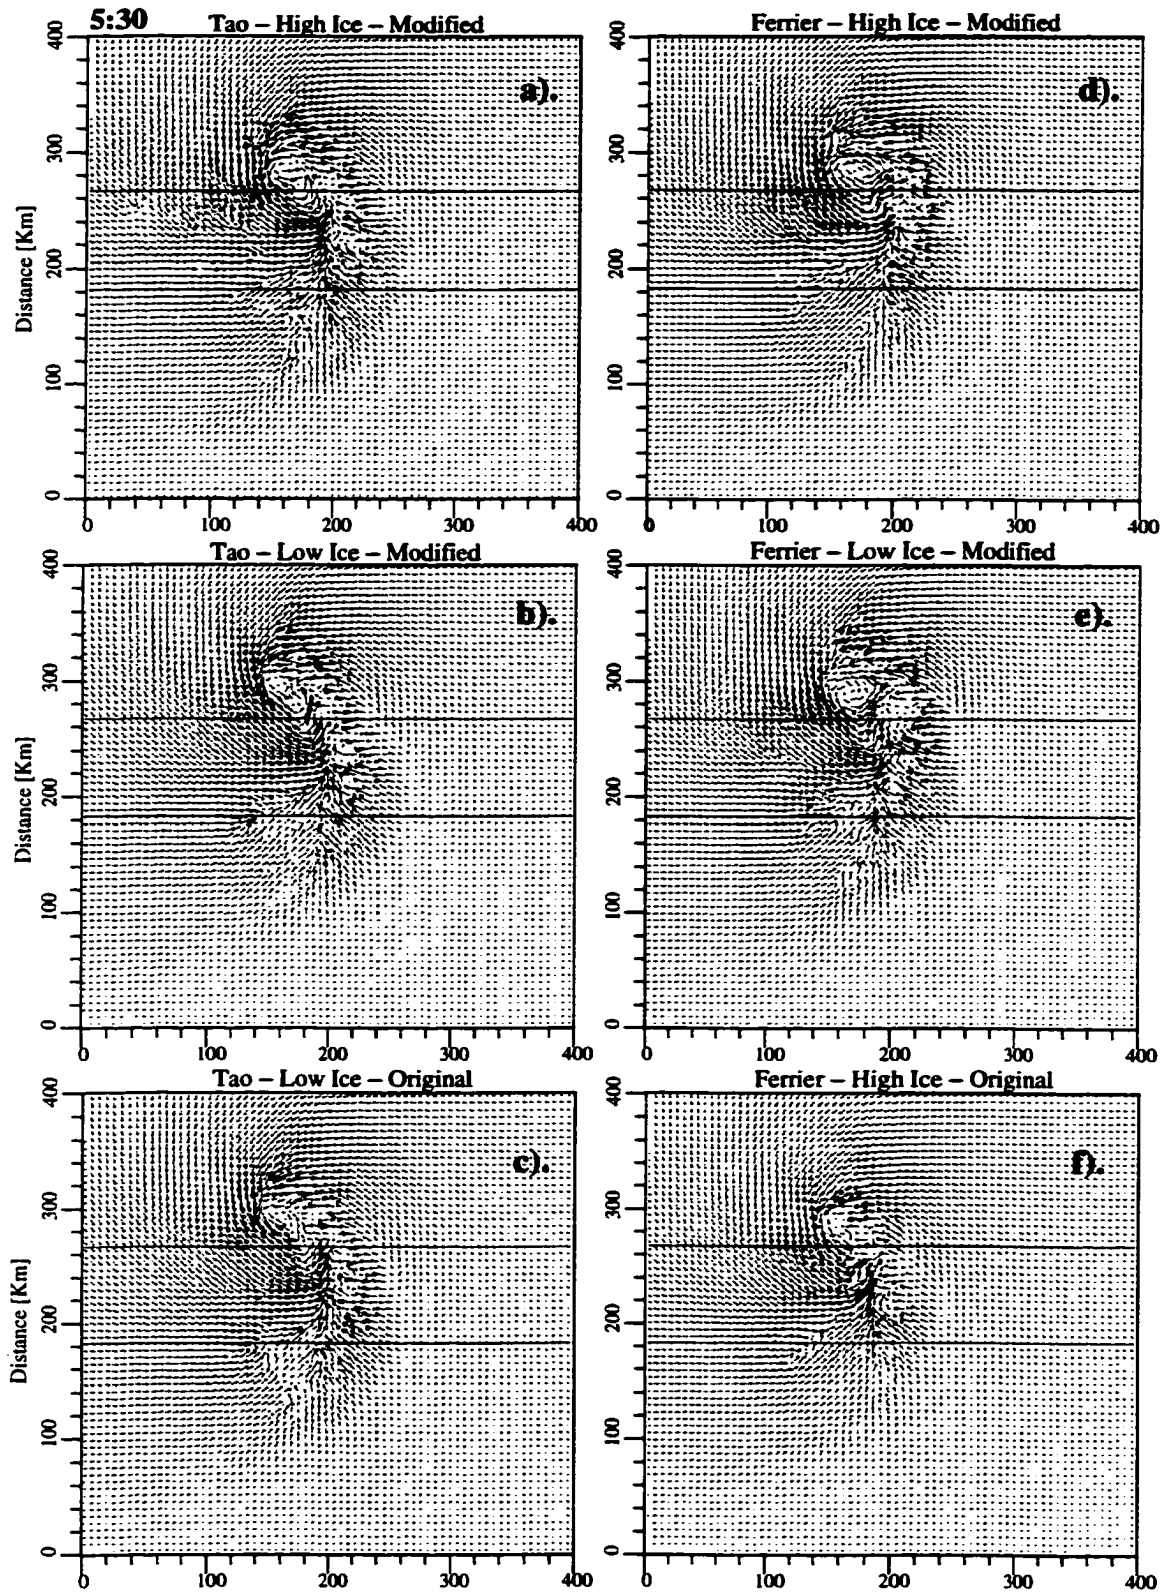 5:30
Tao – High Ice – Modified
Ferrier – High Ice – Modified
a).
d).
Distance [Km]
400
300
200
100
0
400
300
200
100
0
0 100 200 300 400
0 100 200 300 400
Tao – Low Ice – Modified
Ferrier – Low Ice – Modified
b).
e).
Distance [Km]
400
300
200
100
0
400
300
200
100
0
0 100 200 300 400
0 100 200 300 400
Tao – Low Ice – Original
Ferrier – High Ice – Original
c).
f).
Distance [Km]
400
300
200
100
0
400
300
200
100
0
0 100 200 300 400
0 100 200 300 400